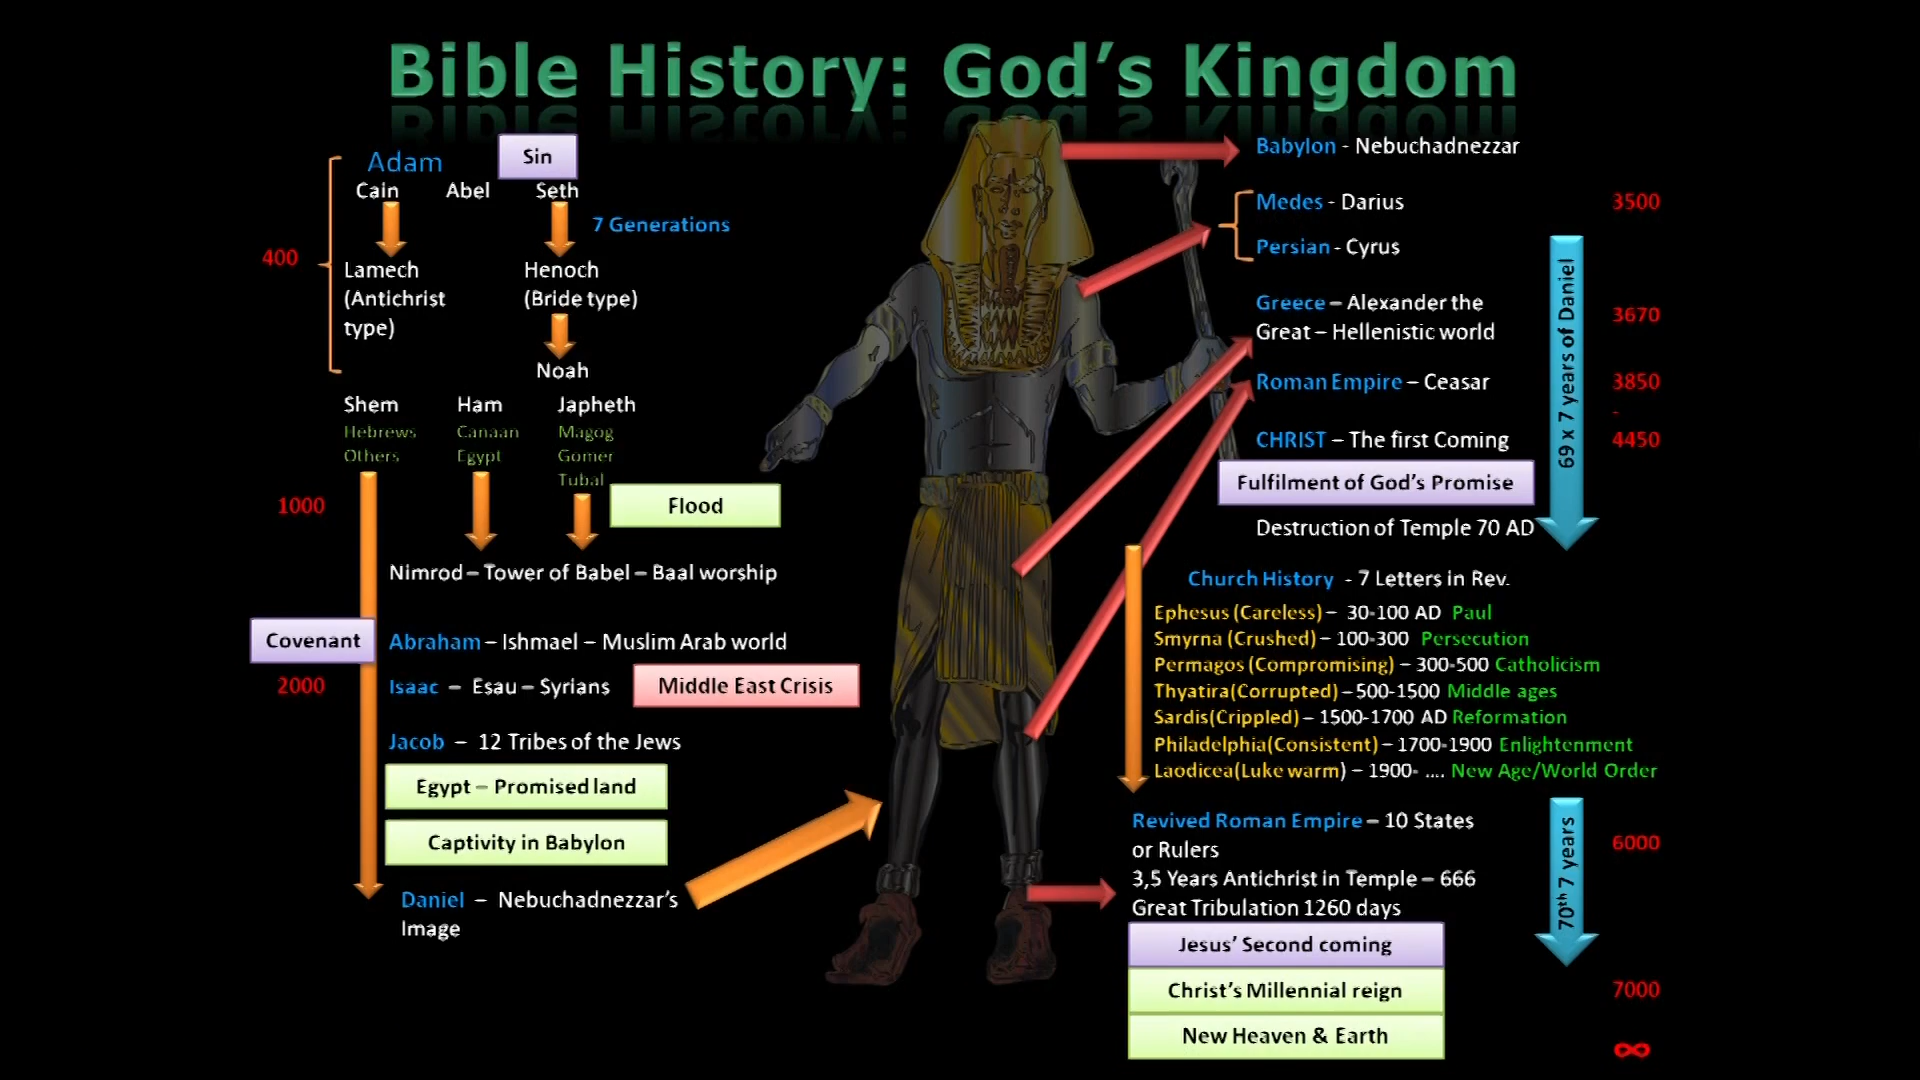 Bible History: God's Kingdom
Adam
Sin
Cain Abel Seth
7 Generations
400
Lamech
(Antichrist
type)
Henoch
(Bride type)
Noah
Shem Ham Japheth
Hebrews
Others
Canaan
Egypt
Magog
Gomer
Tubal
1000
Flood
Nimrod – Tower of Babel – Baal worship
Covenant
Abraham – Ishmael – Muslim Arab world
2000
Isaac – Esau – Syrians
Middle East Crisis
Jacob – 12 Tribes of the Jews
Egypt – Promised land
Captivity in Babylon
Daniel – Nebuchadnezzar's
Image
Babylon - Nebuchadnezzar
Medes - Darius
3500
Persian - Cyrus
Greece – Alexander the
Great – Hellenistic world
3670
Roman Empire – Ceasar
3850
-
4450
CHRIST – The first Coming
Fulfilment of God's Promise
Destruction of Temple 70 AD
69 x 7 years of Daniel
Church History - 7 Letters in Rev.
Ephesus (Careless) – 30-100 AD Paul
Smyrna (Crushed) – 100-300 Persecution
Permagos (Compromising) – 300-500 Catholicism
Thyatira(Corrupted) – 500-1500 Middle ages
Sardis(Crippled) – 1500-1700 AD Reformation
Philadelphia(Consistent) – 1700-1900 Enlightenment
Laodicea(Luke warm) – 1900- .... New Age/World Order
Revived Roman Empire – 10 States
or Rulers
3,5 Years Antichrist in Temple – 666
Great Tribulation 1260 days
70th 7 years
6000
Jesus' Second coming
Christ's Millennial reign
7000
New Heaven & Earth
∞